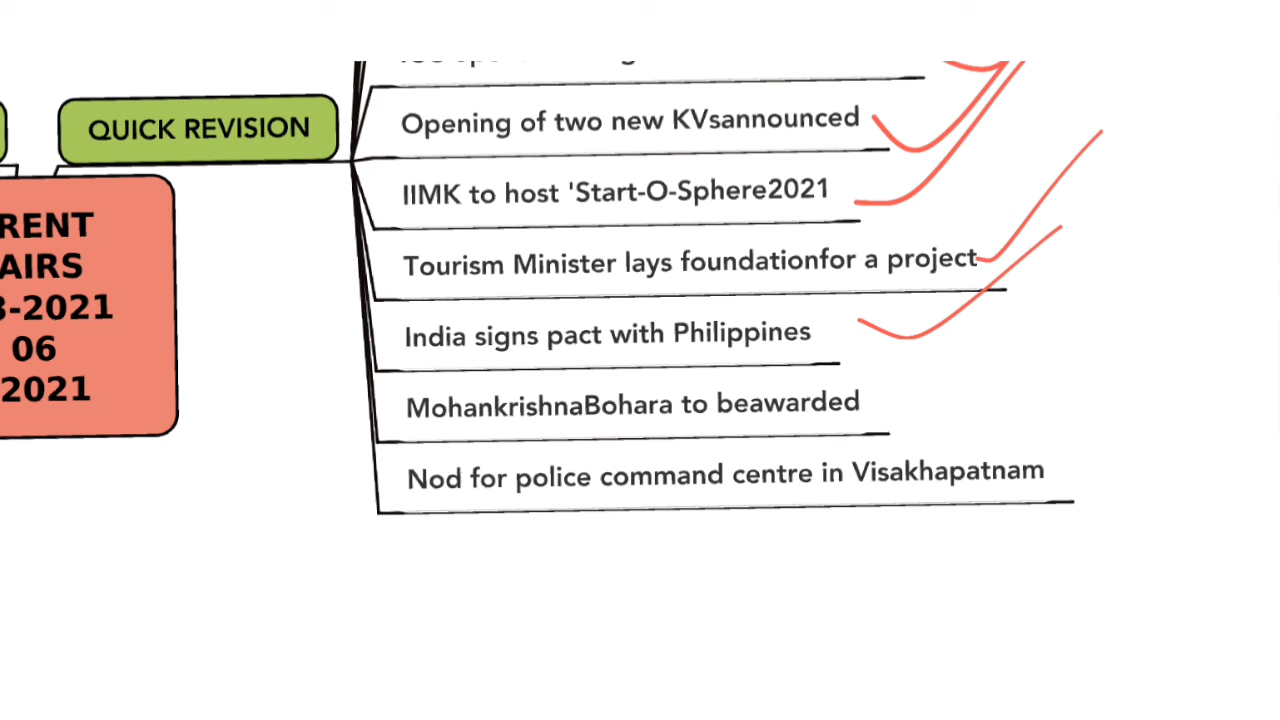 QUICK REVISION
RENT
AIRS
-2021
06
2021
Opening of two new KVsannounced
IIMK to host 'Start-O-Sphere2021
Tourism Minister lays foundationfor a project
India signs pact with Philippines
MohankrishnaBohara to beawarded
Nod for police command centre in Visakhapatnam